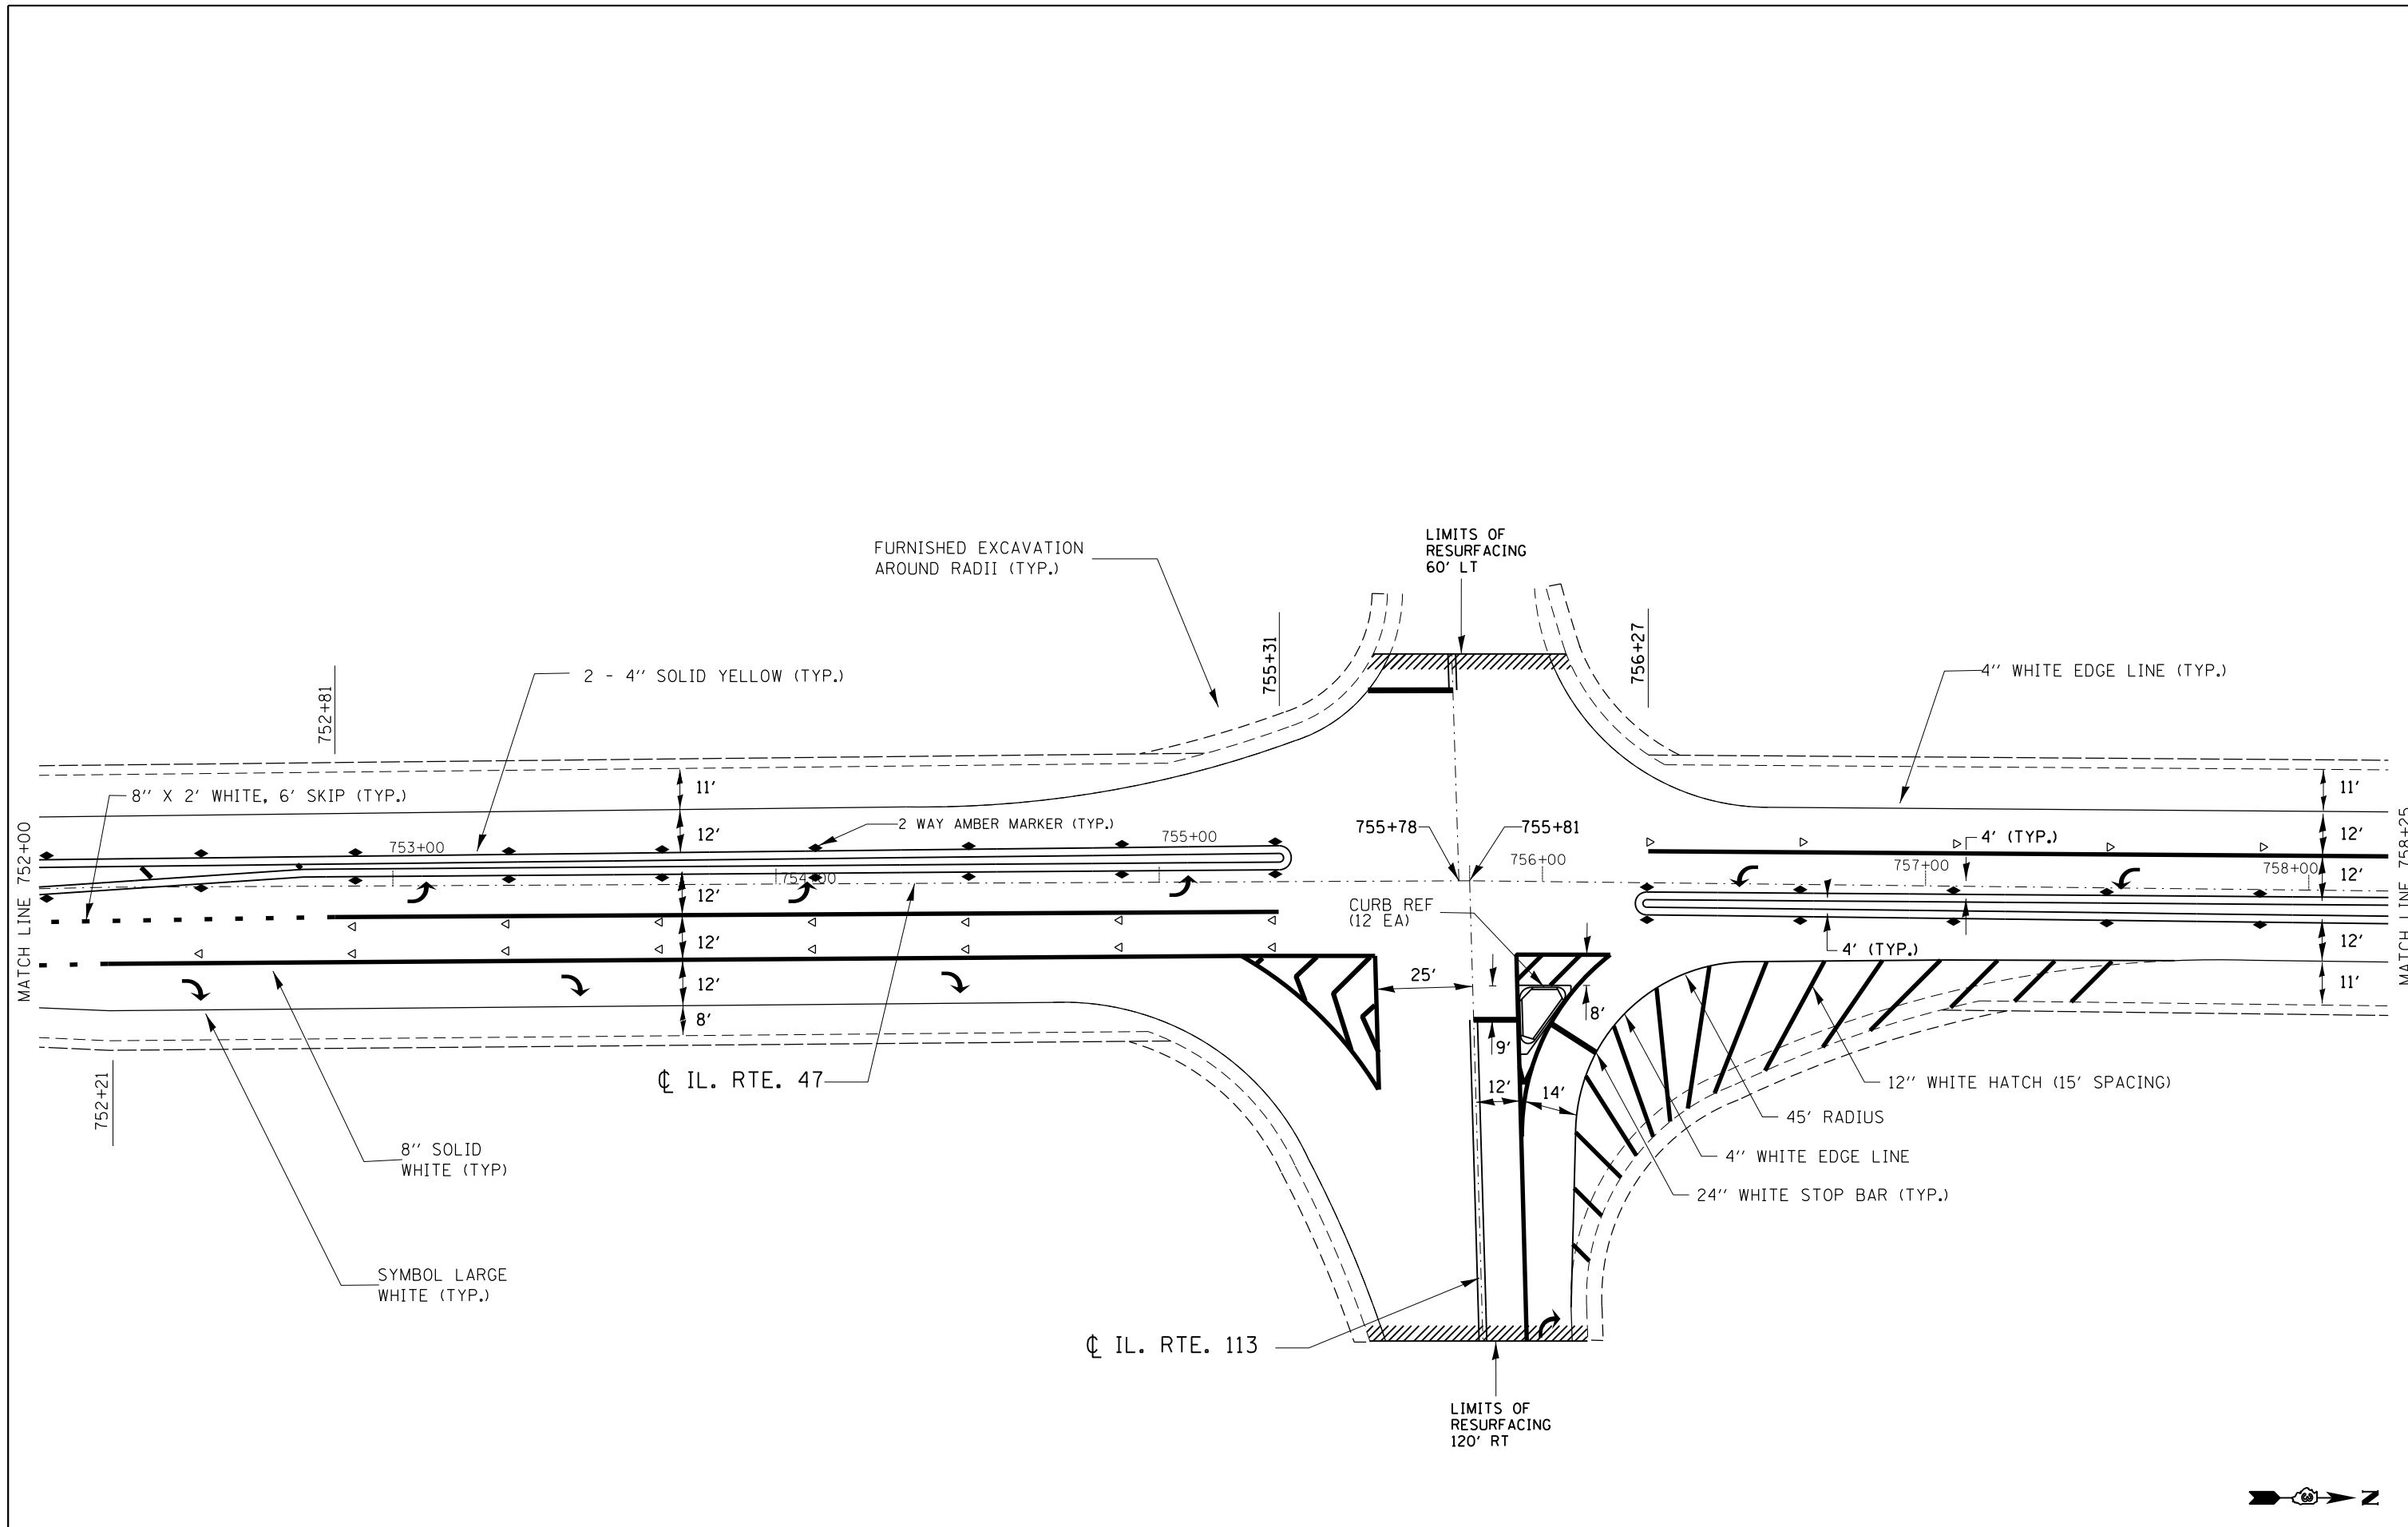 LIMITS OF
RESURFACING
60' LT
FURNISHED EXCAVATION
AROUND RADII (TYP.)
755+31
756+27
752+81
2 - 4'' SOLID YELLOW (TYP.)
4'' WHITE EDGE LINE (TYP.)
8'' X 2' WHITE, 6' SKIP (TYP.)
11'
11'
MATCH LINE 752+00
753+00
12'
2 WAY AMBER MARKER (TYP.)
755+00
755+78
755+81
4' (TYP.)
12'
MATCH LINE 758+25
756+00
757+00
758+00
12'
754+00
12'
CURB REF
(12 EA)
12'
4' (TYP.)
12'
25'
12'
11'
8'
8'
9'
℄ IL. RTE. 47
12'
14'
12'' WHITE HATCH (15' SPACING)
752+21
45' RADIUS
8'' SOLID
WHITE (TYP)
4'' WHITE EDGE LINE
24'' WHITE STOP BAR (TYP.)
SYMBOL LARGE
WHITE (TYP.)
℄ IL. RTE. 113
LIMITS OF
RESURFACING
120' RT
3
N